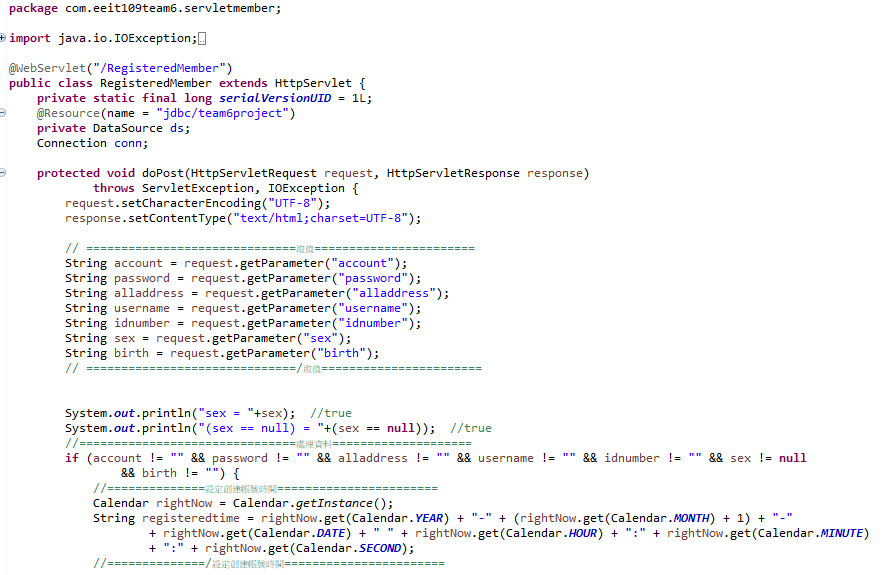 package com.eeit109team6.servletmember;
import java.io.IOException;
@WebServlet("/RegisteredMember")
public class RegisteredMember extends HttpServlet {
private static final long serialVersionUID = 1L;
@Resource(name = "jdbc/team6project")
private DataSource ds;
Connection conn;
protected void doPost(HttpServletRequest request, HttpServletResponse response)
throws ServletException, IOException {
request.setCharacterEncoding("UTF-8");
response.setContentType("text/html;charset=UTF-8");
// ==============================取值=======================
String account = request.getParameter("account");
String password = request.getParameter("password");
String alladdress = request.getParameter("alladdress");
String username = request.getParameter("username");
String idnumber = request.getParameter("idnumber");
String sex = request.getParameter("sex");
String birth = request.getParameter("birth");
// ==============================/取值=======================
System.out.println("sex = "+sex);  //true
System.out.println("(sex == null) = "+(sex == null));  //true
//===============================處理資料====================
if (account != "" && password != "" && alladdress != "" && username != "" && idnumber != "" && sex != null
&& birth != "") {
//==============設定創建帳號時間=======================
Calendar rightNow = Calendar.getInstance();
String registeredtime = rightNow.get(Calendar.YEAR) + "-" + (rightNow.get(Calendar.MONTH) + 1) + "-"
+ rightNow.get(Calendar.DATE) + " " + rightNow.get(Calendar.HOUR) + ":" + rightNow.get(Calendar.MINUTE)
+ ":" + rightNow.get(Calendar.SECOND);
//==============/設定創建帳號時間=======================